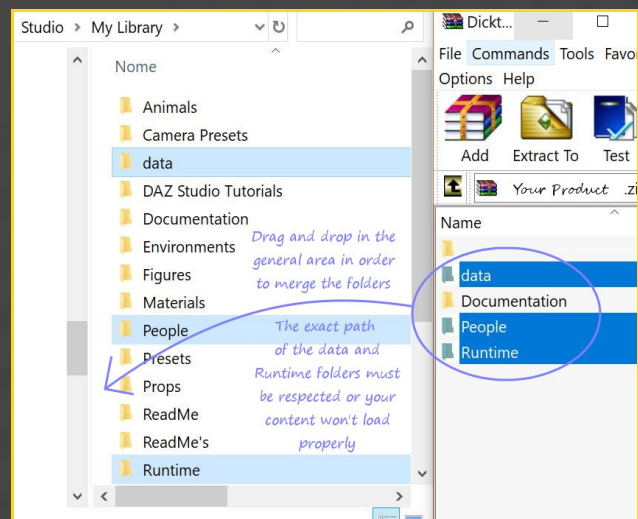 Studio > My Library >
Nome
Animals
Camera Presets
data
DAZ Studio Tutorials
Documentation
Environments
Figures
Materials
People
Presets
Props
ReadMe
ReadMe's
Runtime
Drag and drop in the
general area in order
to merge the folders
The exact path
of the data and
Runtime folders must
be respected or your
content won't load
properly
Dickt...
File Commands Tools Favo
Options Help
Add Extract To Test
Your Product .zi
Name
data
Documentation
People
Runtime